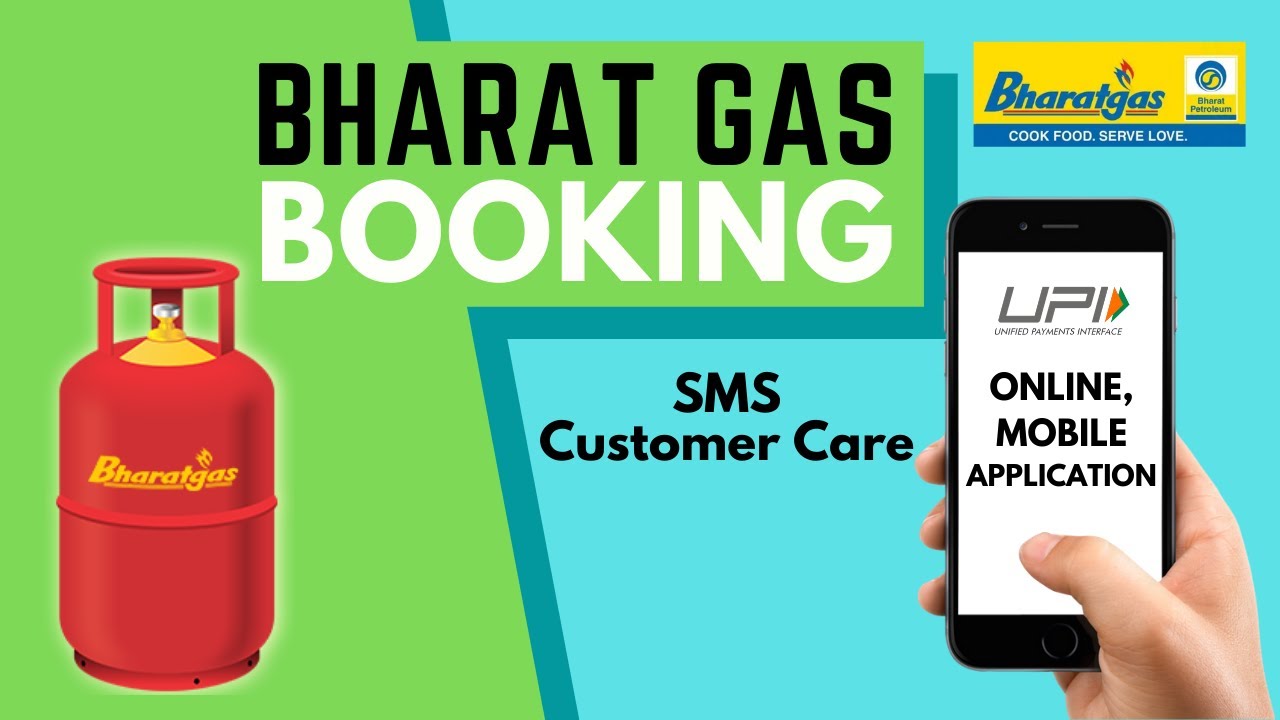 BHARAT GAS
BOOKING
Bharatgas
Bharat
Petroleum
COOK FOOD. SERVE LOVE.
UPI
UNIFIED PAYMENTS INTERFACE
SMS
Customer Care
ONLINE,
MOBILE
APPLICATION
Bharatgas